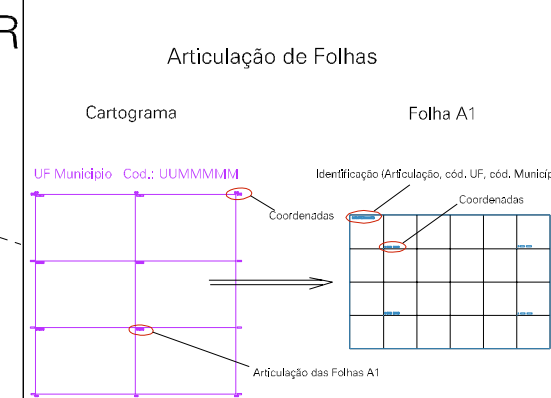 R
Articulação de Folhas
Cartograma
Folha A1
UF Municipio Cod.: UUMMMMM
Identificação (Articulação, cód. UF, cód. Municíp
Coordenadas
Coordenadas
Articulação das Folhas A1